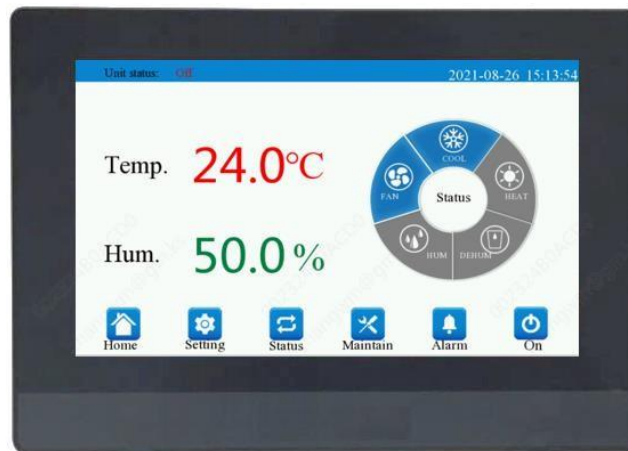 Unit status: Off 2021-08-26 15:13:54
Temp. 24.0°C
COOL
FAN
HEAT
Status
Hum. 50.0 %
HUM
DEHUM
Home Setting Status Maintain Alarm On